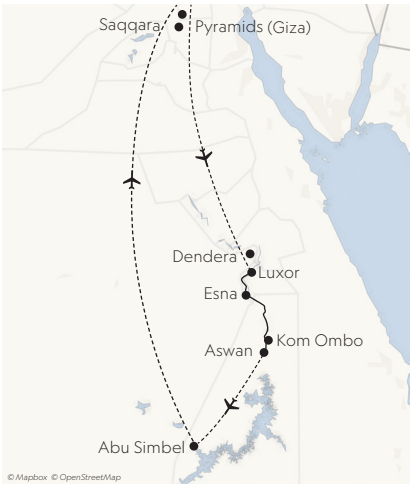 Saqqara
Pyramids (Giza)
Dendera
Luxor
Esna
Kom Ombo
Aswan
Abu Simbel
© Mapbox © OpenStreetMap